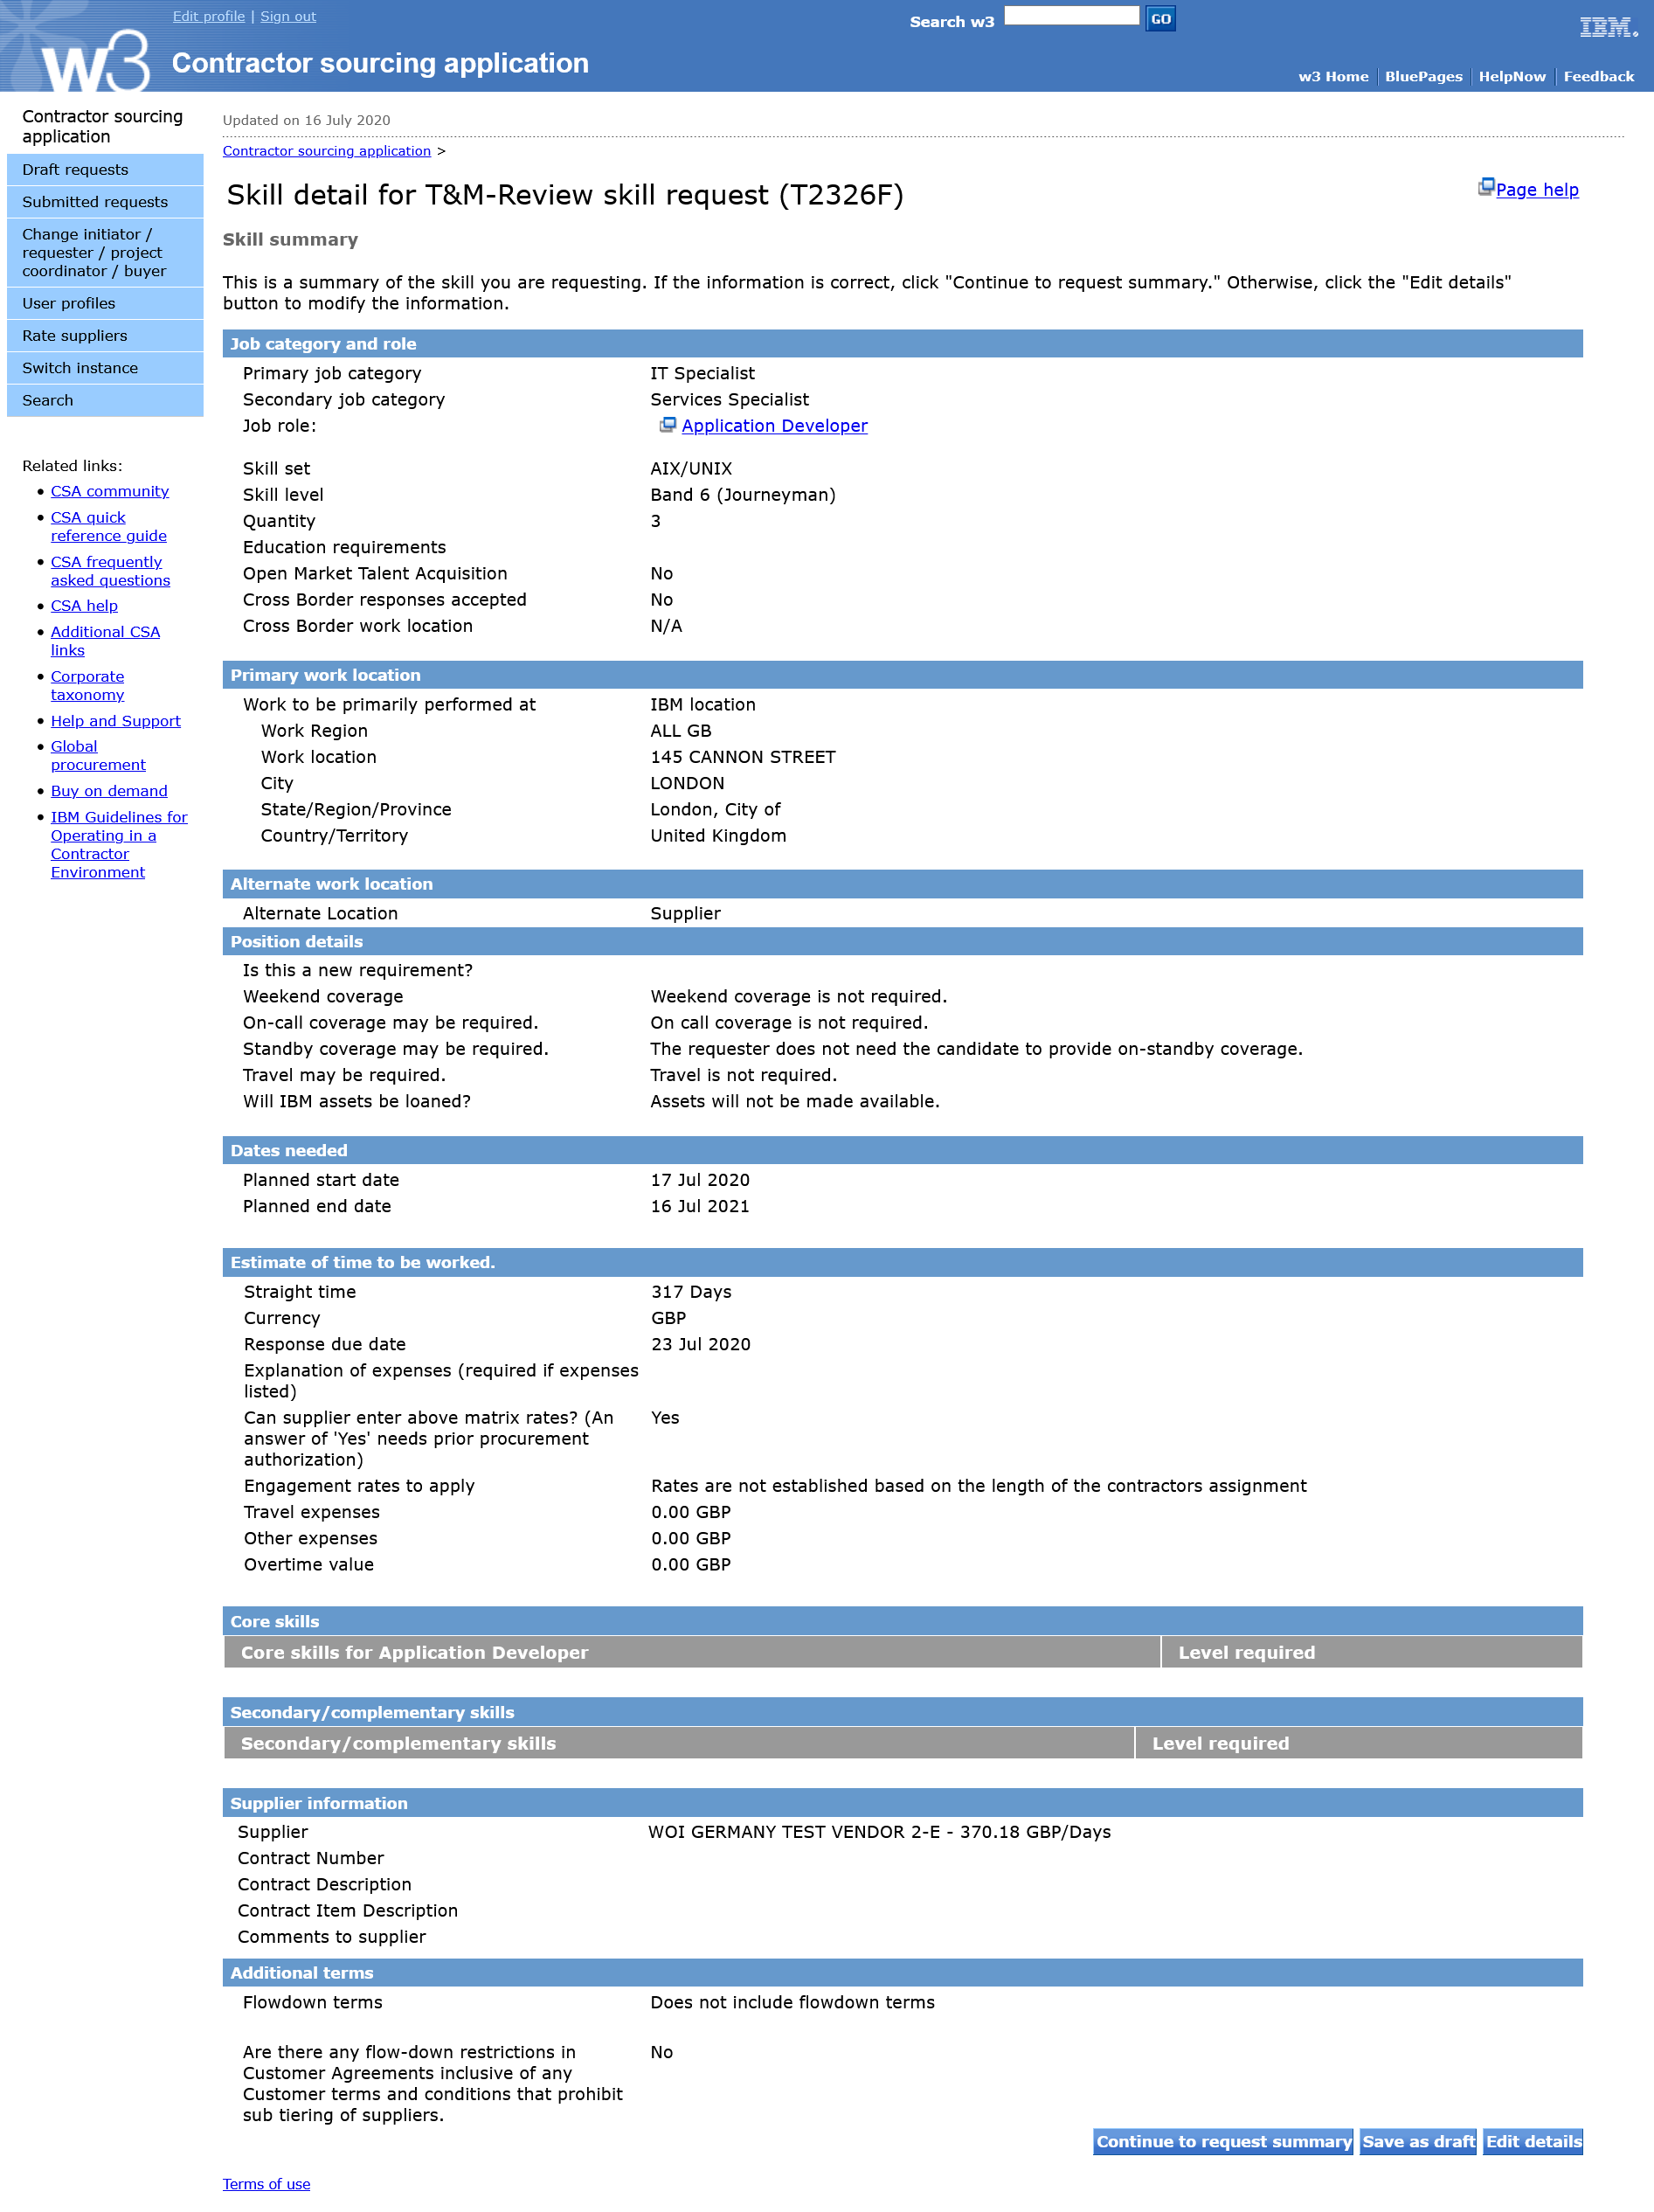 Edit profile | Sign out
Search w3 GO
IBM.
w3 Contractor sourcing application
w3 Home BluePages HelpNow Feedback
Contractor sourcing
application
Draft requests
Submitted requests
Change initiator /
requester / project
coordinator / buyer
User profiles
Rate suppliers
Switch instance
Search
Related links:
• CSA community
• CSA quick
reference guide
• CSA frequently
asked questions
• CSA help
• Additional CSA
links
• Corporate
taxonomy
• Help and Support
• Global
procurement
• Buy on demand
• IBM Guidelines for
Operating in a
Contractor
Environment
Updated on 16 July 2020
Contractor sourcing application >
Skill detail for T&M-Review skill request (T2326F)
Page help
Skill summary
This is a summary of the skill you are requesting. If the information is correct, click "Continue to request summary." Otherwise, click the "Edit details"
button to modify the information.
Job category and role
Primary job category IT Specialist
Secondary job category Services Specialist
Job role: Application Developer
Skill set AIX/UNIX
Skill level Band 6 (Journeyman)
Quantity 3
Education requirements
Open Market Talent Acquisition No
Cross Border responses accepted No
Cross Border work location N/A
Primary work location
Work to be primarily performed at IBM location
Work Region ALL GB
Work location 145 CANNON STREET
City LONDON
State/Region/Province London, City of
Country/Territory United Kingdom
Alternate work location
Alternate Location Supplier
Position details
Is this a new requirement?
Weekend coverage Weekend coverage is not required.
On-call coverage may be required. On call coverage is not required.
Standby coverage may be required. The requester does not need the candidate to provide on-standby coverage.
Travel may be required. Travel is not required.
Will IBM assets be loaned? Assets will not be made available.
Dates needed
Planned start date 17 Jul 2020
Planned end date 16 Jul 2021
Estimate of time to be worked.
Straight time 317 Days
Currency GBP
Response due date 23 Jul 2020
Explanation of expenses (required if expenses
listed)
Can supplier enter above matrix rates? (An Yes
answer of 'Yes' needs prior procurement
authorization)
Engagement rates to apply Rates are not established based on the length of the contractors assignment
Travel expenses 0.00 GBP
Other expenses 0.00 GBP
Overtime value 0.00 GBP
Core skills
Core skills for Application Developer Level required
Secondary/complementary skills
Secondary/complementary skills Level required
Supplier information
Supplier WOI GERMANY TEST VENDOR 2-E - 370.18 GBP/Days
Contract Number
Contract Description
Contract Item Description
Comments to supplier
Additional terms
Flowdown terms Does not include flowdown terms
Are there any flow-down restrictions in No
Customer Agreements inclusive of any
Customer terms and conditions that prohibit
sub tiering of suppliers.
Continue to request summary Save as draft Edit details
Terms of use